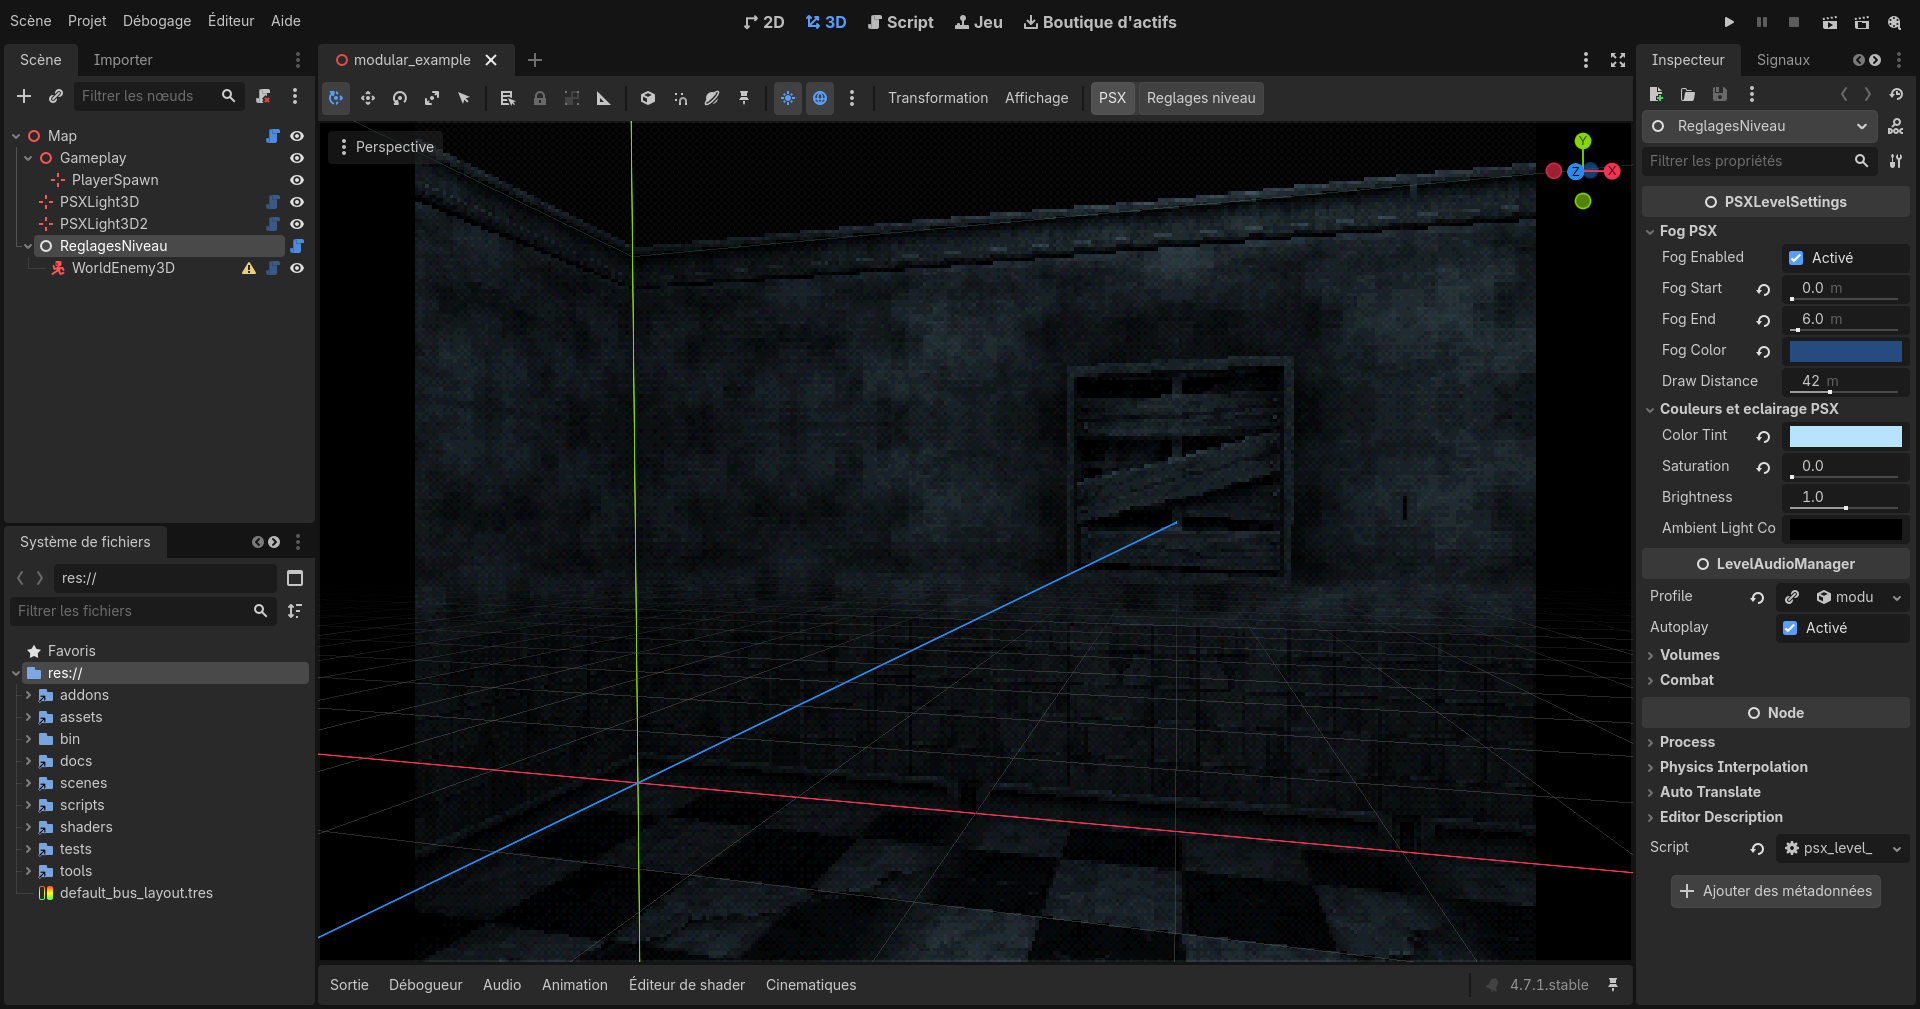 Scène Projet Débogage Éditeur Aide
2D 3D Script Jeu Boutique d'actifs
Scène Importer
Filtrer les nœuds
Map
Gameplay
PlayerSpawn
PSXLight3D
PSXLight3D2
ReglagesNiveau
WorldEnemy3D
Système de fichiers
res://
Filtrer les fichiers
Favoris
res://
addons
assets
bin
docs
scenes
scripts
shaders
tests
tools
default_bus_layout.tres
modular_example
Transformation Affichage PSX Reglages niveau
Perspective
Y
Z X
Sortie Débogueur Audio Animation Éditeur de shader Cinematiques 4.7.1.stable
Inspecteur Signaux
ReglagesNiveau
DOC
Filtrer les propriétés
PSXLevelSettings
Fog PSX
Fog Enabled Activé
Fog Start 0.0 m
Fog End 6.0 m
Fog Color
Draw Distance 42 m
Couleurs et eclairage PSX
Color Tint
Saturation 0.0
Brightness 1.0
Ambient Light Co
LevelAudioManager
Profile modu
Autoplay Activé
Volumes
Combat
Node
Process
Physics Interpolation
Auto Translate
Editor Description
Script psx_level_
Ajouter des métadonnées